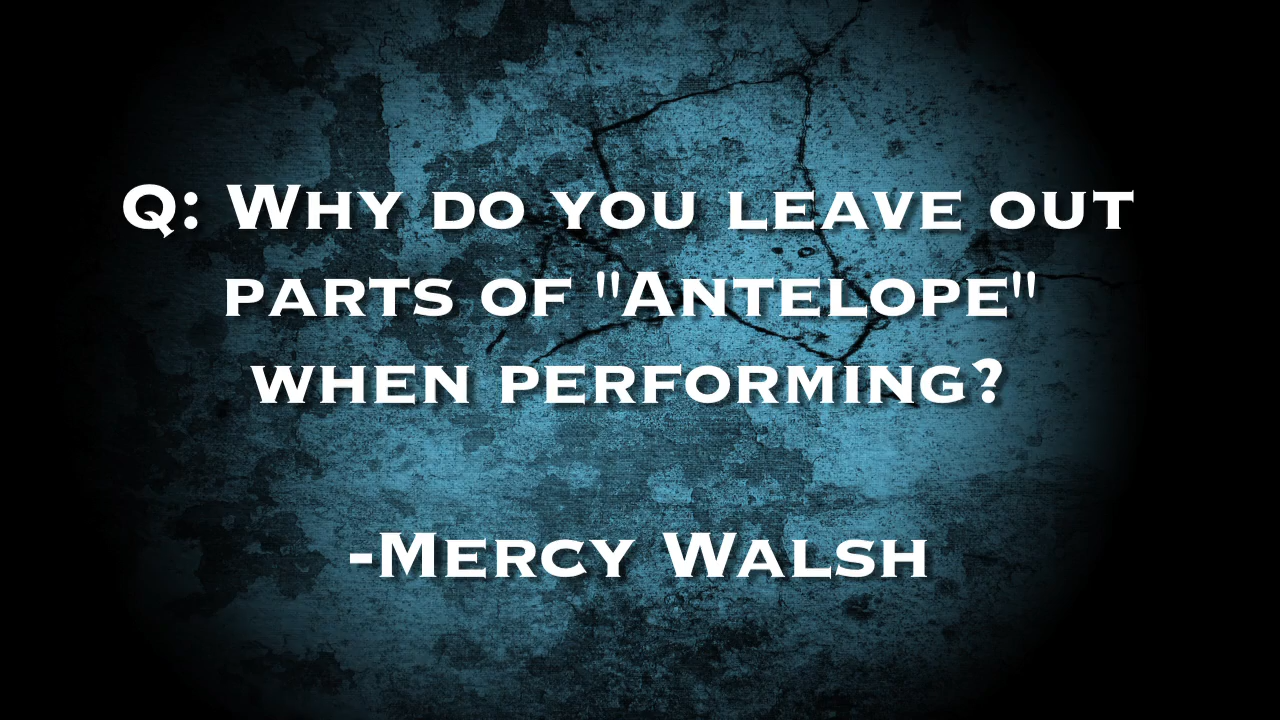 Q: Why do you leave out
parts of "Antelope"
when performing?
-Mercy Walsh